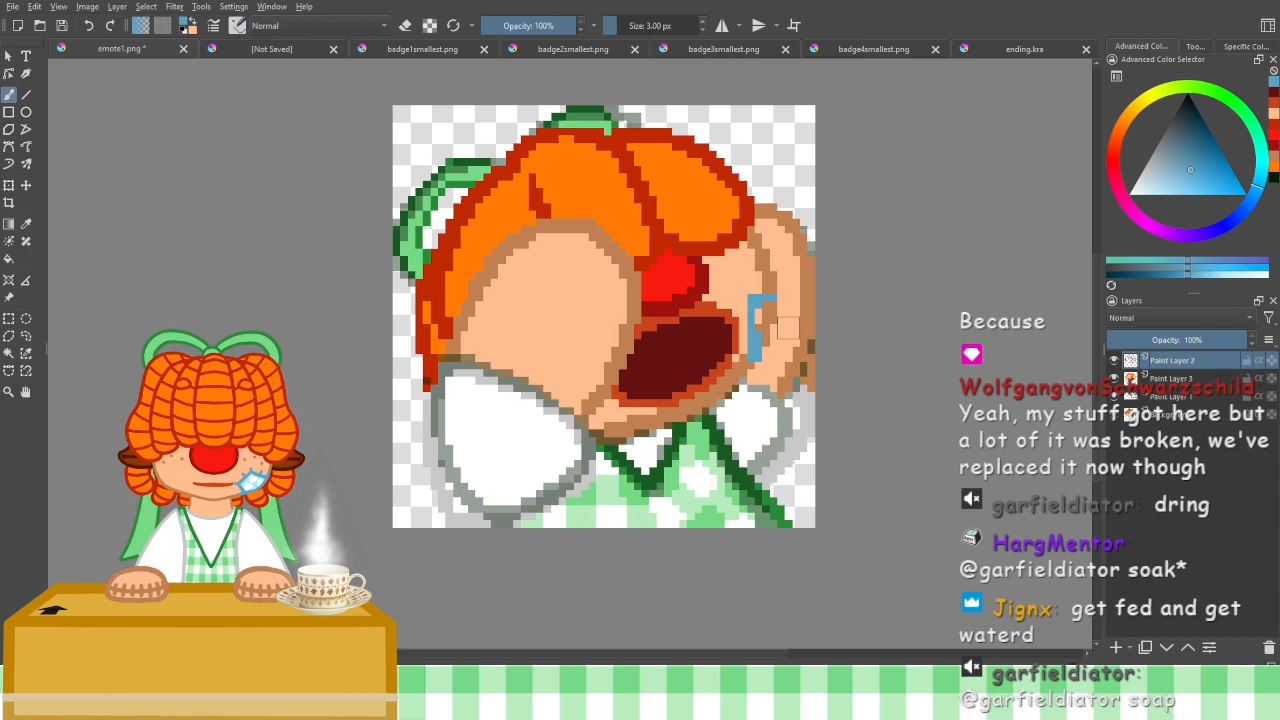 File Edit View Image Layer Select Filter Tools Settings Window Help
Normal Opacity: 100% Size: 3.00 px
emote1.png * [Not Saved] badge1smallest.png badge2smallest.png badge3smallest.png badge4smallest.png ending.kra
Advanced Col... Too... Specific Col...
Advanced Color Selector
Layers
Normal
Opacity: 100%
Paint Layer 2
Paint Layer 3
Paint Layer 1
Because
WolfgangvonSchwarzschild
Yeah, my stuff got here but
a lot of it was broken, we've
replaced it now though
garfieldiator: dring
HargMentor:
@garfieldiator soak*
Jignx: get fed and get
waterd
garfieldiator:
@garfieldiator soap